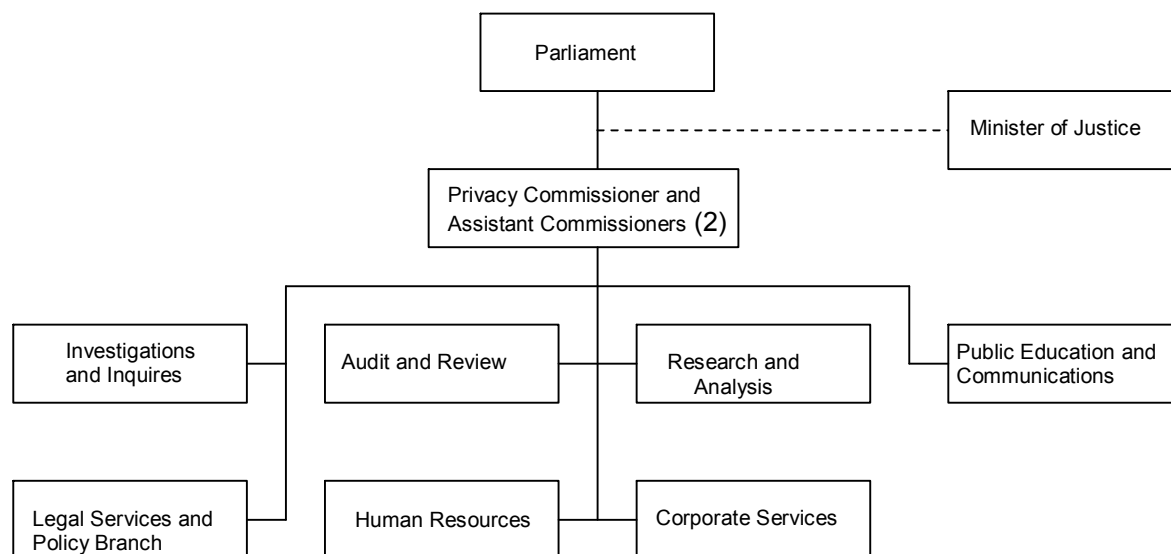 Parliament
Minister of Justice
Privacy Commissioner and
Assistant Commissioners (2)
Investigations
and Inquires
Audit and Review
Research and
Analysis
Public Education and
Communications
Legal Services and
Policy Branch
Human Resources
Corporate Services